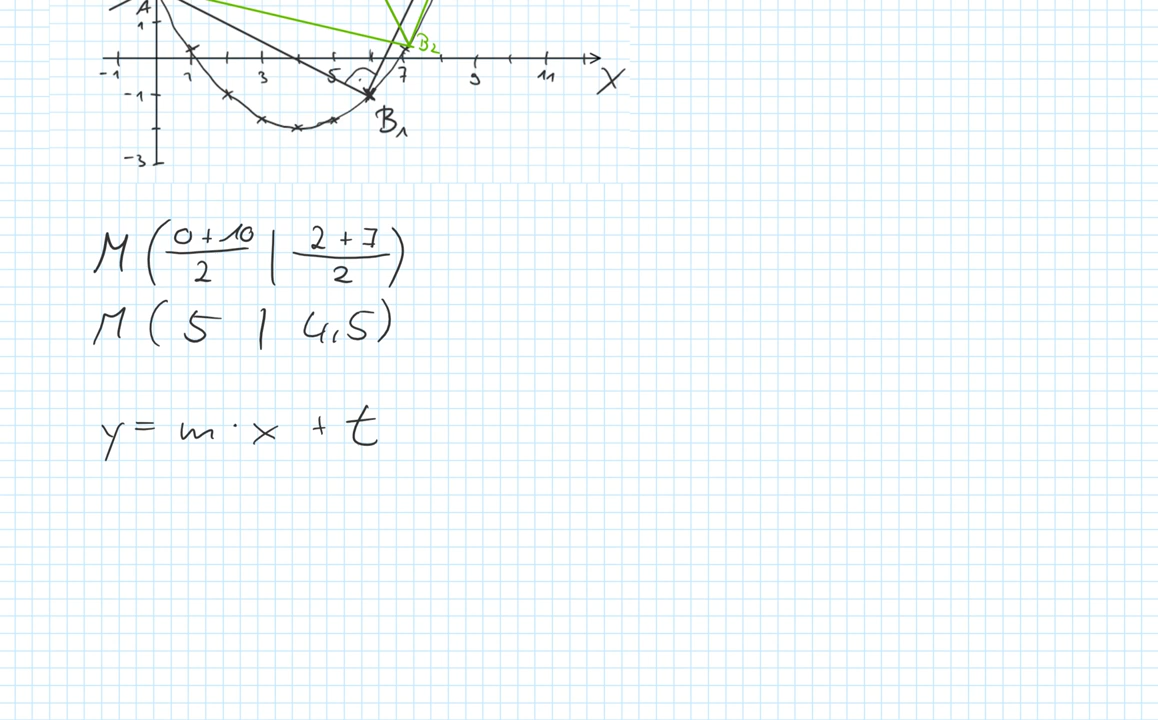 A
1
B₂
-1 1 3 5 7 9 11 X
-1
B₁
-3
M(0+10/2 | 2+7/2)
M( 5 | 4,5)
y = m · x + t